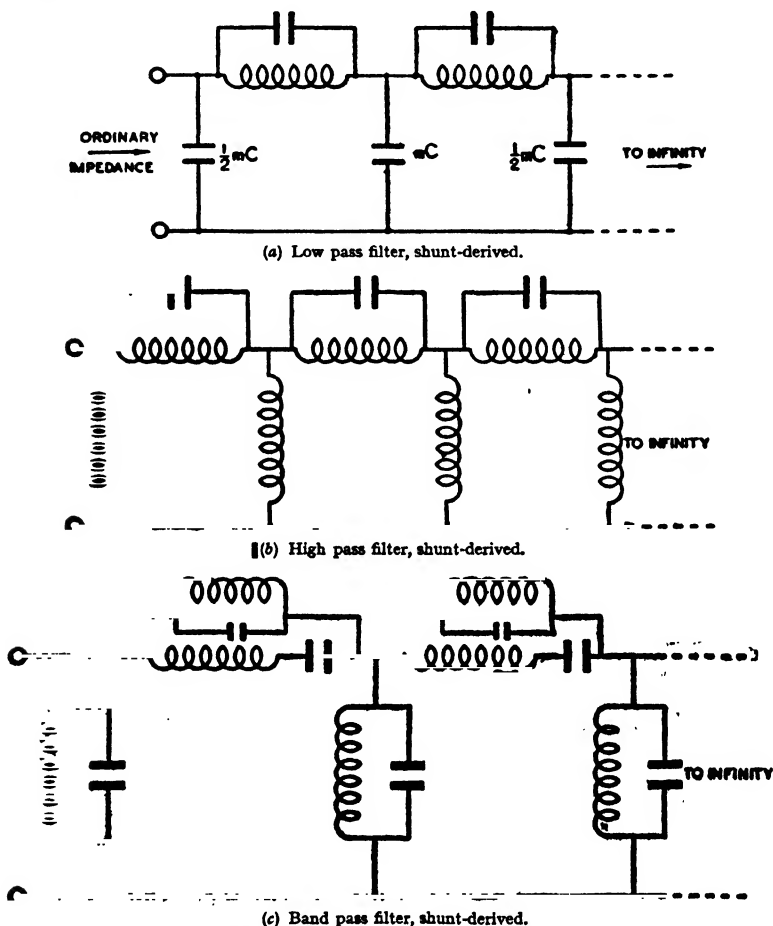 ORDINARY
IMPEDANCE
½mC
mC
½mC
TO INFINITY
(a) Low pass filter, shunt-derived.
TO INFINITY
(b) High pass filter, shunt-derived.
TO INFINITY
(c) Band pass filter, shunt-derived.